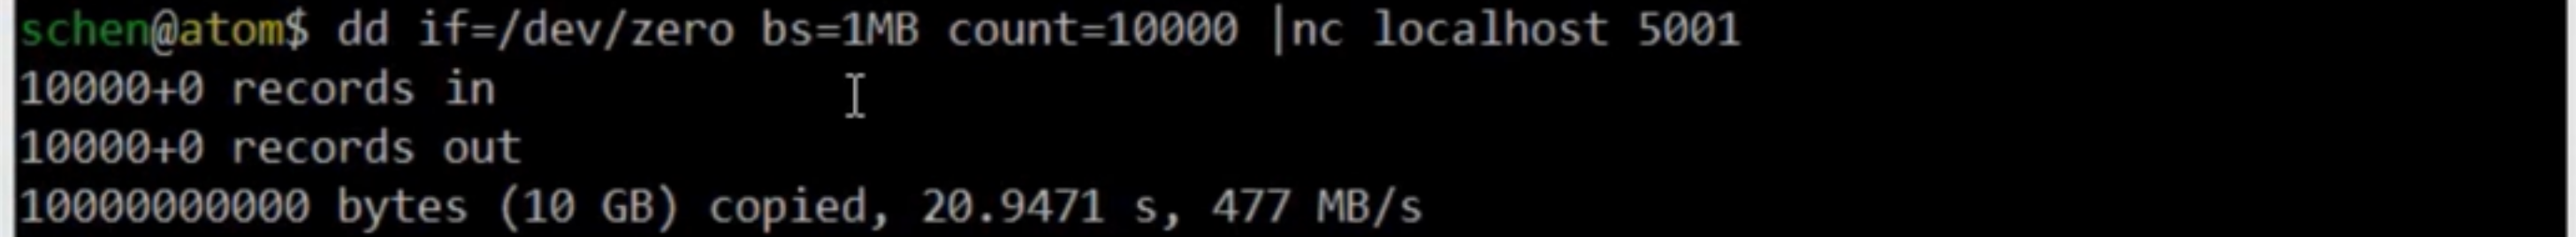 schen@atom$ dd if=/dev/zero bs=1MB count=10000 |nc localhost 5001
10000+0 records in
10000+0 records out
10000000000 bytes (10 GB) copied, 20.9471 s, 477 MB/s